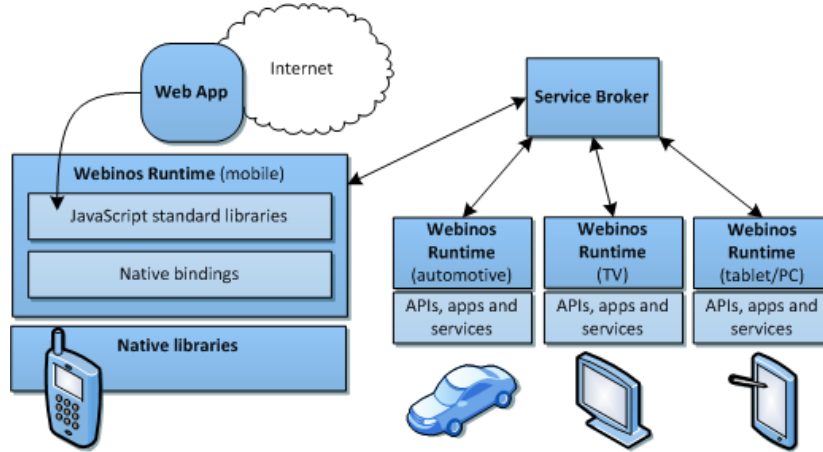 Internet
Web App
Service Broker
Webinos Runtime (mobile)
JavaScript standard libraries
Native bindings
Native libraries
Webinos
Runtime
(automotive)
APIs, apps and
services
Webinos
Runtime
(TV)
APIs, apps and
services
Webinos
Runtime
(tablet/PC)
APIs, apps and
services